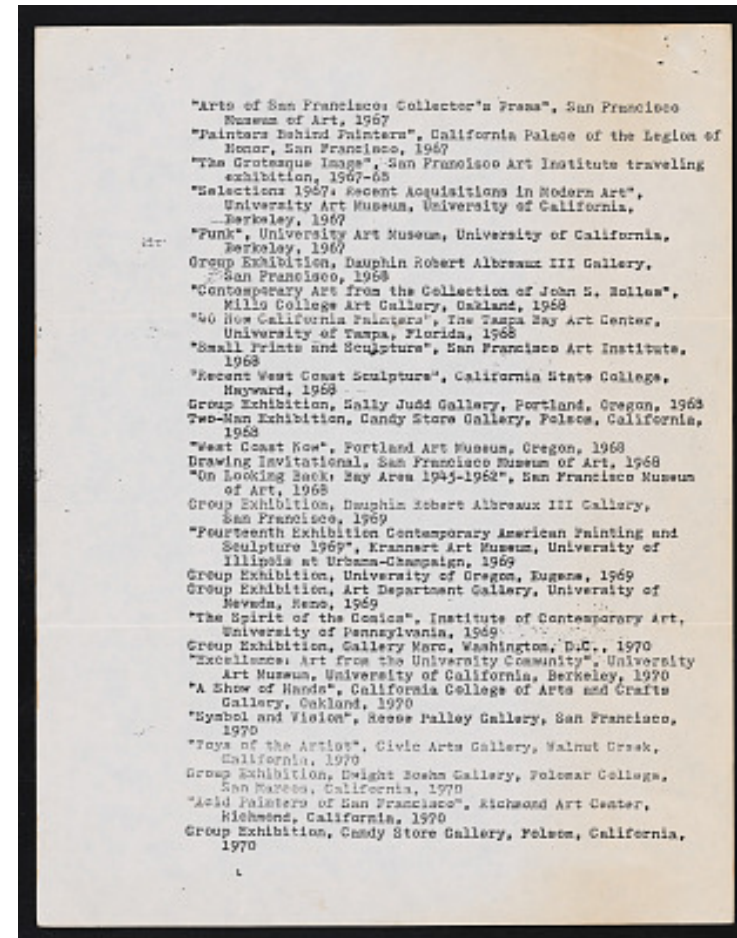 "Arts of San Francisco: Collector's Press", San Francisco
Museum of Art, 1967
"Painters Behind Painters", California Palace of the Legion of
Honor, San Francisco, 1967
"The Grotesque Image", San Francisco Art Institute traveling
exhibition, 1967-68
"Selections 1967: Recent Acquisitions in Modern Art",
University Art Museum, University of California,
Berkeley, 1967
"Funk", University Art Museum, University of California,
Berkeley, 1967
Group Exhibition, Dauphin Robert Albreaux III Gallery,
San Francisco, 1968
"Contemporary Art from the Collection of John S. Bolles",
Mills College Art Gallery, Oakland, 1968
"40 Now California Painters", The Tampa Bay Art Center,
University of Tampa, Florida, 1968
"Small Prints and Sculpture", San Francisco Art Institute,
1968
"Recent West Coast Sculpture", California State College,
Hayward, 1968
Group Exhibition, Sally Judd Gallery, Portland, Oregon, 1968
Two-Man Exhibition, Candy Store Gallery, Folsom, California,
1968
"West Coast Now", Portland Art Museum, Oregon, 1968
Drawing Invitational, San Francisco Museum of Art, 1968
"On Looking Back: Bay Area 1945-1962", San Francisco Museum
of Art, 1968
Group Exhibition, Dauphin Robert Albreaux III Gallery,
San Francisco, 1969
"Fourteenth Exhibition Contemporary American Painting and
Sculpture 1969", Krannert Art Museum, University of
Illinois at Urbana-Champaign, 1969
Group Exhibition, University of Oregon, Eugene, 1969
Group Exhibition, Art Department Gallery, University of
Nevada, Reno, 1969
"The Spirit of the Comics", Institute of Contemporary Art,
University of Pennsylvania, 1969
Group Exhibition, Gallery Marc, Washington, D.C., 1970
"Excellence: Art from the University Community", University
Art Museum, University of California, Berkeley, 1970
"A Show of Hands", California College of Arts and Crafts
Gallery, Oakland, 1970
"Symbol and Vision", Reese Palley Gallery, San Francisco,
1970
"Toys of the Artist", Civic Arts Gallery, Walnut Creek,
California, 1970
Group Exhibition, Dwight Boehm Gallery, Polomar College,
San Marcos, California, 1970
"Acid Painters of San Francisco", Richmond Art Center,
Richmond, California, 1970
Group Exhibition, Candy Store Gallery, Folsom, California,
1970